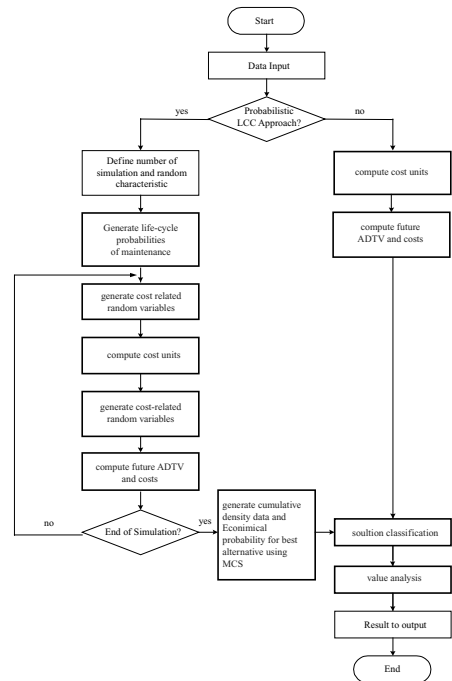 Start
Data Input
Probabilistic
LCC Approach?
yes
no
Define number of
simulation and random
characteristic
Generate life-cycle
probabilities
of maintenance
generate cost related
random variables
compute cost units
generate cost-related
random variables
compute future ADTV
and costs
End of Simulation?
no
yes
generate cumulative
density data and
Econimical
probability for best
alternative using
MCS
compute cost units
compute future
ADTV and costs
soultion classification
value analysis
Result to output
End